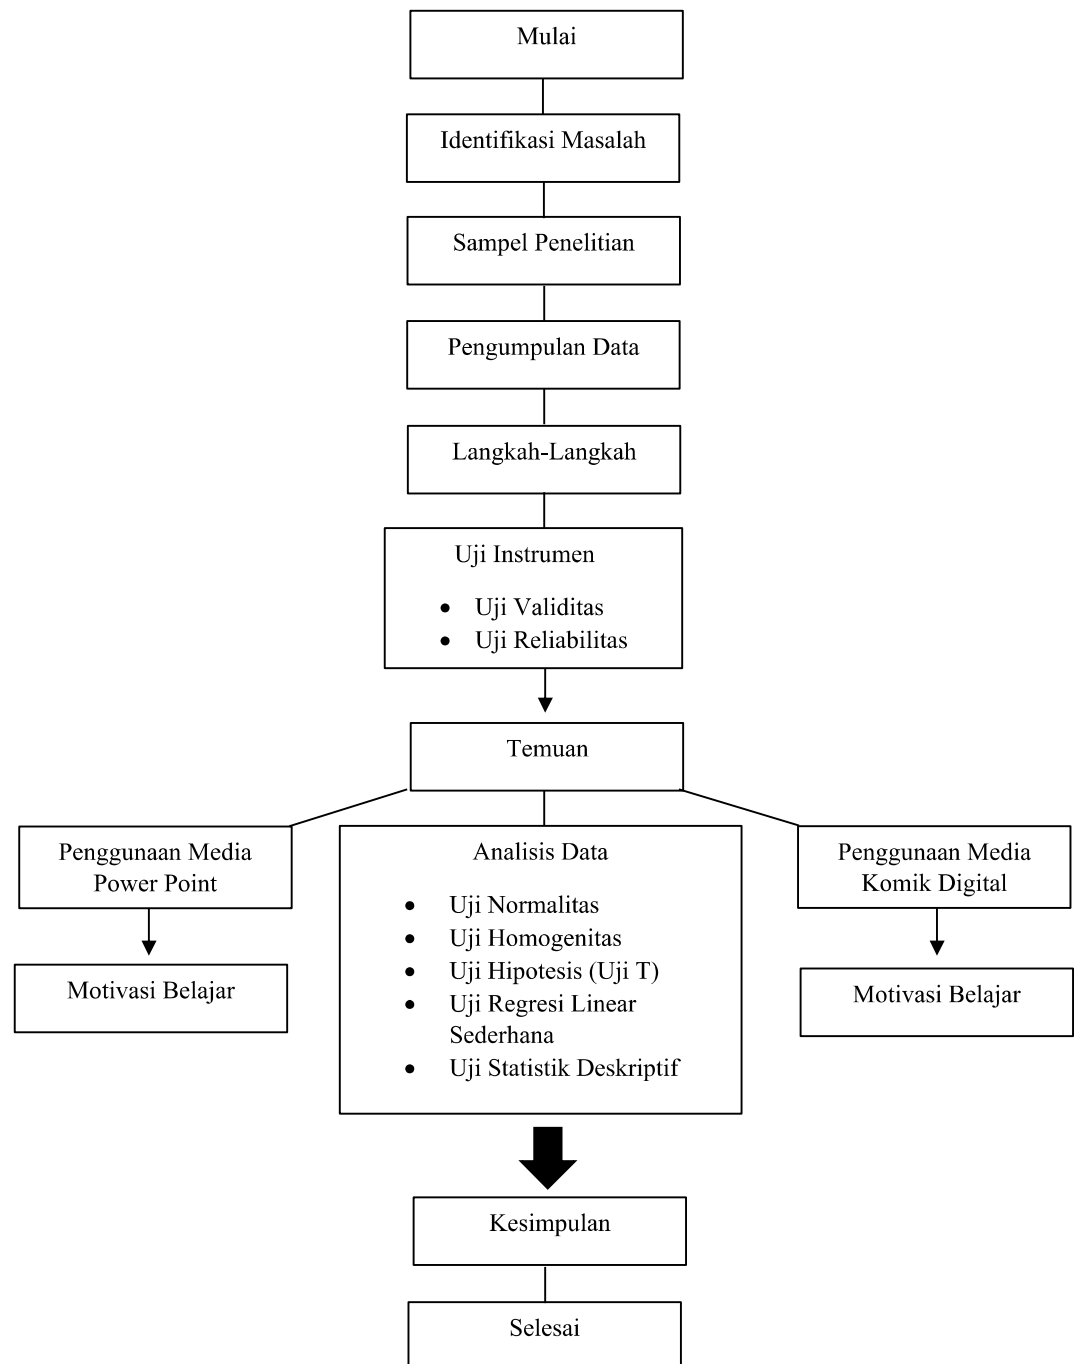 Mulai
Identifikasi Masalah
Sampel Penelitian
Pengumpulan Data
Langkah-Langkah
Uji Instrumen
• Uji Validitas
• Uji Reliabilitas
Temuan
Penggunaan Media
Power Point
Motivasi Belajar
Analisis Data
• Uji Normalitas
• Uji Homogenitas
• Uji Hipotesis (Uji T)
• Uji Regresi Linear
Sederhana
• Uji Statistik Deskriptif
Penggunaan Media
Komik Digital
Motivasi Belajar
Kesimpulan
Selesai